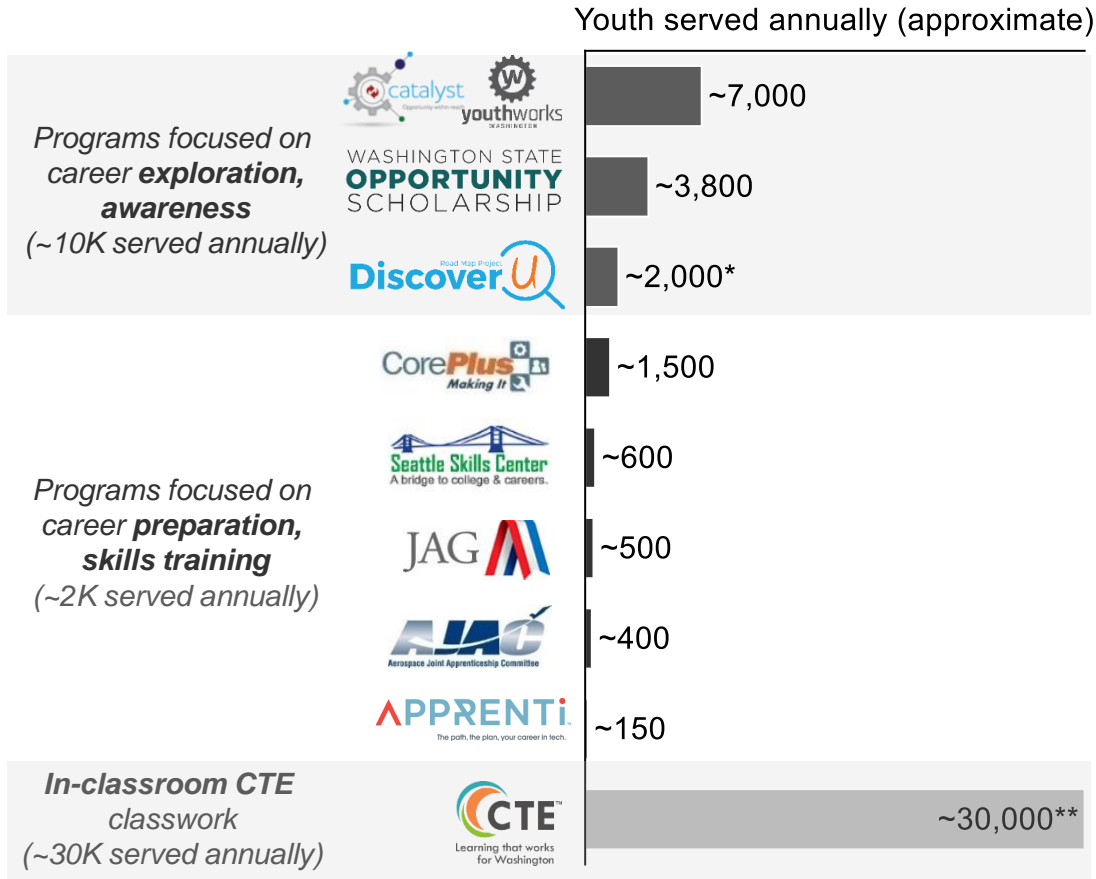 Youth served annually (approximate)
Programs focused on
career exploration,
awareness
(~10K served annually)
catalyst
Opportunity within reach
W
youthworks
WASHINGTON
~7,000
WASHINGTON STATE
OPPORTUNITY
SCHOLARSHIP
~3,800
Road Map Project
Discover U
~2,000*
Programs focused on
career preparation,
skills training
(~2K served annually)
CorePlus
Making It
~1,500
Seattle Skills Center
A bridge to college & careers.
~600
JAG
~500
AJAC
Aerospace Joint Apprenticeship Committee
~400
APPRENTi
The path, the plan, your career in tech.
~150
In-classroom CTE
classwork
(~30K served annually)
CTE™
Learning that works
for Washington
~30,000**